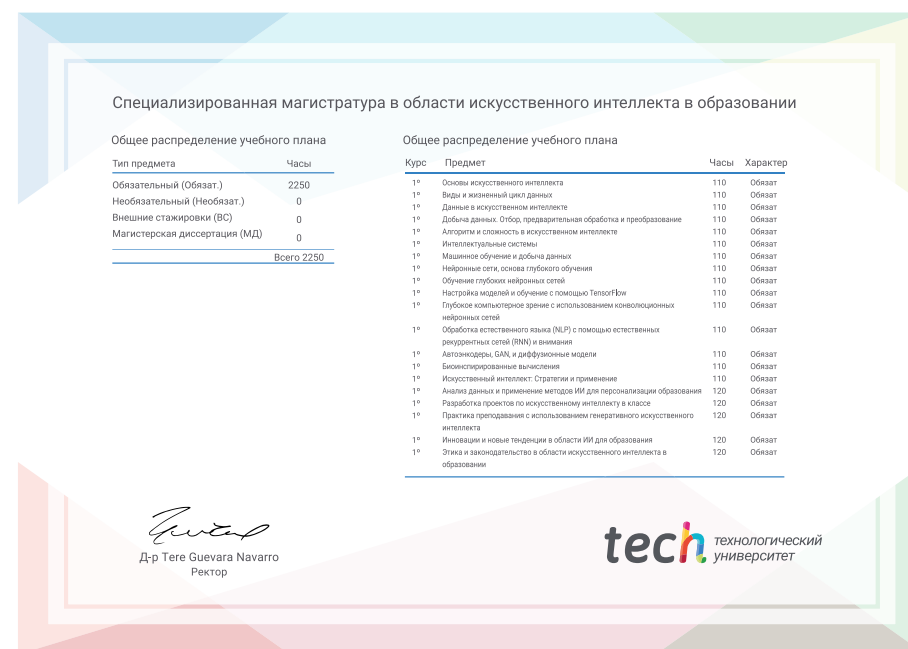 Специализированная магистратура в области искусственного интеллекта в образовании
Общее распределение учебного плана
Тип предмета Часы
Обязательный (Обязат.) 2250
Необязательный (Необязат.) 0
Внешние стажировки (ВС) 0
Магистерская диссертация (МД) 0
Всего 2250
Общее распределение учебного плана
Курс Предмет Часы Характер
1º Основы искусственного интеллекта 110 Обязат
1º Виды и жизненный цикл данных 110 Обязат
1º Данные в искусственном интеллекте 110 Обязат
1º Добыча данных. Отбор, предварительная обработка и преобразование 110 Обязат
1º Алгоритм и сложность в искусственном интеллекте 110 Обязат
1º Интеллектуальные системы 110 Обязат
1º Машинное обучение и добыча данных 110 Обязат
1º Нейронные сети, основа глубокого обучения 110 Обязат
1º Обучение глубоких нейронных сетей 110 Обязат
1º Настройка моделей и обучение с помощью TensorFlow 110 Обязат
1º Глубокое компьютерное зрение с использованием конволюционных 110 Обязат
нейронных сетей
1º Обработка естественного языка (NLP) с помощью естественных 110 Обязат
рекуррентных сетей (RNN) и внимания
1º Автоэнкодеры, GAN, и диффузионные модели 110 Обязат
1º Биоинспирированные вычисления 110 Обязат
1º Искусственный интеллект: Стратегии и применение 110 Обязат
1º Анализ данных и применение методов ИИ для персонализации образования 120 Обязат
1º Разработка проектов по искусственному интеллекту в классе 120 Обязат
1º Практика преподавания с использованием генеративного искусственного 120 Обязат
интеллекта
1º Инновации и новые тенденции в области ИИ для образования 120 Обязат
1º Этика и законодательство в области искусственного интеллекта в 120 Обязат
образовании
Д-р Tere Guevara Navarro
Ректор
tech технологический
университет